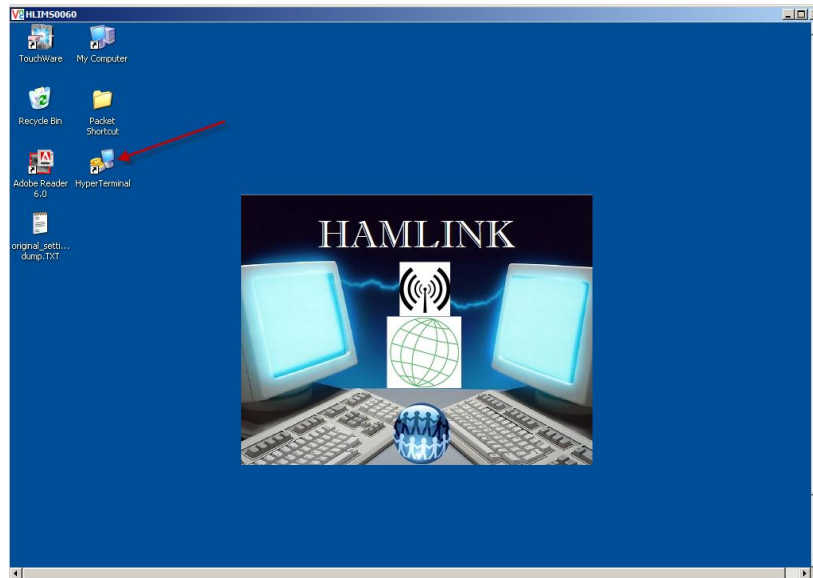 HLIMS0060
TouchWare
My Computer
Recycle Bin
Packet
Shortcut
Adobe Reader
6.0
HyperTerminal
original_setti...
dump.TXT
HAMLINK